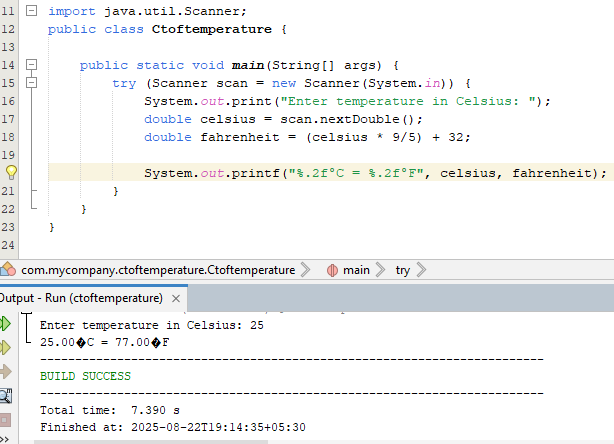 11 import java.util.Scanner;
12 public class Ctoftemperature {
13
14 public static void main(String[] args) {
15 try (Scanner scan = new Scanner(System.in)) {
16 System.out.print("Enter temperature in Celsius: ");
17 double celsius = scan.nextDouble();
18 double fahrenheit = (celsius * 9/5) + 32;
19
System.out.printf("%.2f°C = %.2f°F", celsius, fahrenheit);
21 }
22 }
23 }
24
com.mycompany.ctoftemperature.Ctoftemperature main try
Output - Run (ctoftemperature) ×
Enter temperature in Celsius: 25
25.00�C = 77.00�F
------------------------------------------------------------------------
BUILD SUCCESS
------------------------------------------------------------------------
Total time: 7.390 s
Finished at: 2025-08-22T19:14:35+05:30